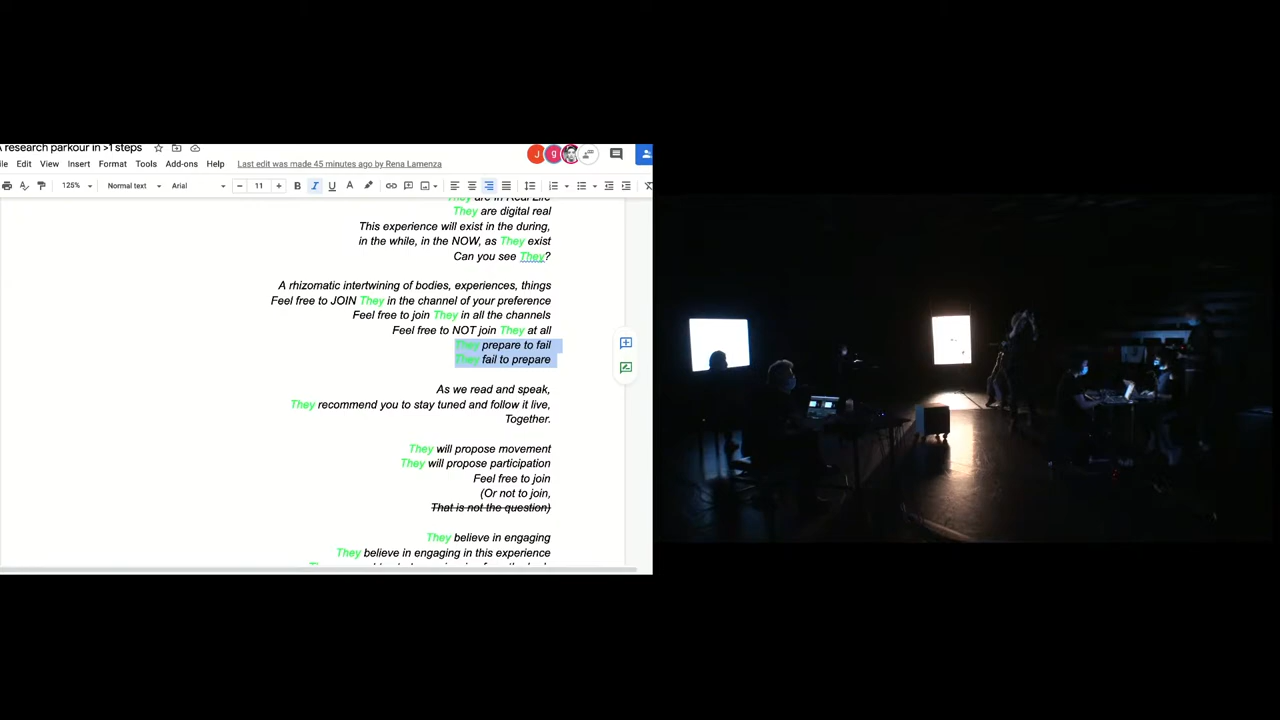 A research parkour in >1 steps
File Edit View Insert Format Tools Add-ons Help Last edit was made 45 minutes ago by Rena Lamenza
J g
125% Normal text Arial 11 B I U A
They are in Real Life
They are digital real
This experience will exist in the during,
in the while, in the NOW, as They exist
Can you see They?
A rhizomatic intertwining of bodies, experiences, things
Feel free to JOIN They in the channel of your preference
Feel free to join They in all the channels
Feel free to NOT join They at all
They prepare to fail
They fail to prepare
As we read and speak,
They recommend you to stay tuned and follow it live,
Together.
They will propose movement
They will propose participation
Feel free to join
(Or not to join,
That is not the question)
They believe in engaging
They believe in engaging in this experience